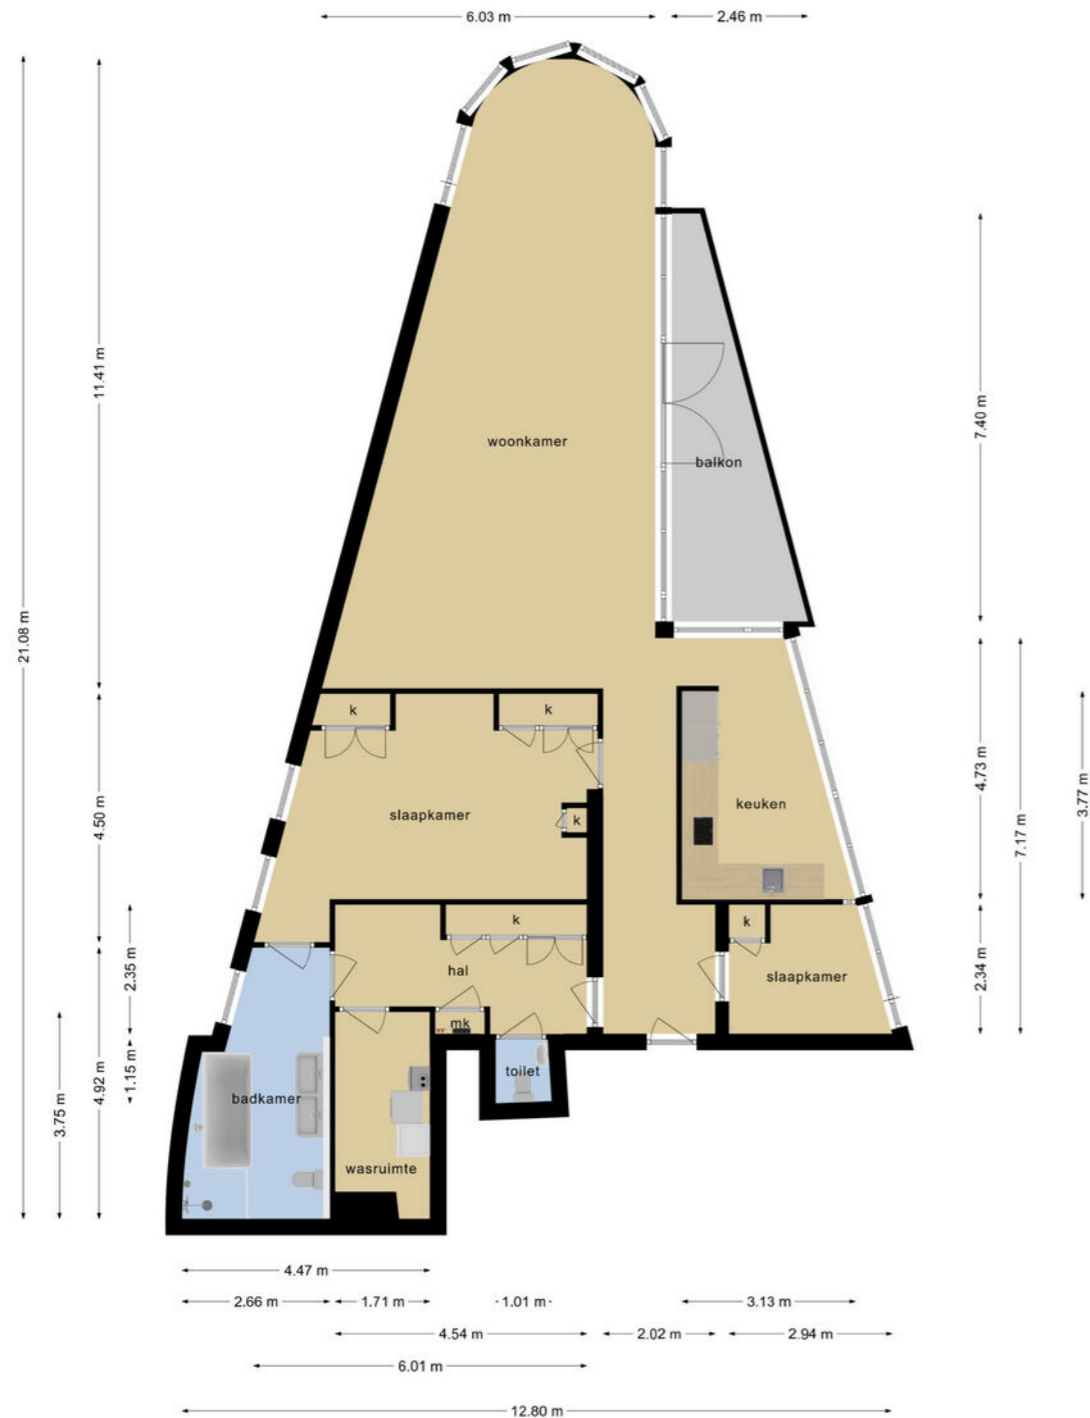 6.03 m
2.46 m
21.08 m
11.41 m
7.40 m
woonkamer
balkon
k
k
4.50 m
slaapkamer
k
keuken
4.73 m
3.77 m
7.17 m
k
k
2.35 m
hal
slaapkamer
2.34 m
mk
toilet
3.75 m
4.92 m
1.15 m
badkamer
wasruimte
4.47 m
2.66 m
1.71 m
1.01 m
3.13 m
4.54 m
2.02 m
2.94 m
6.01 m
12.80 m